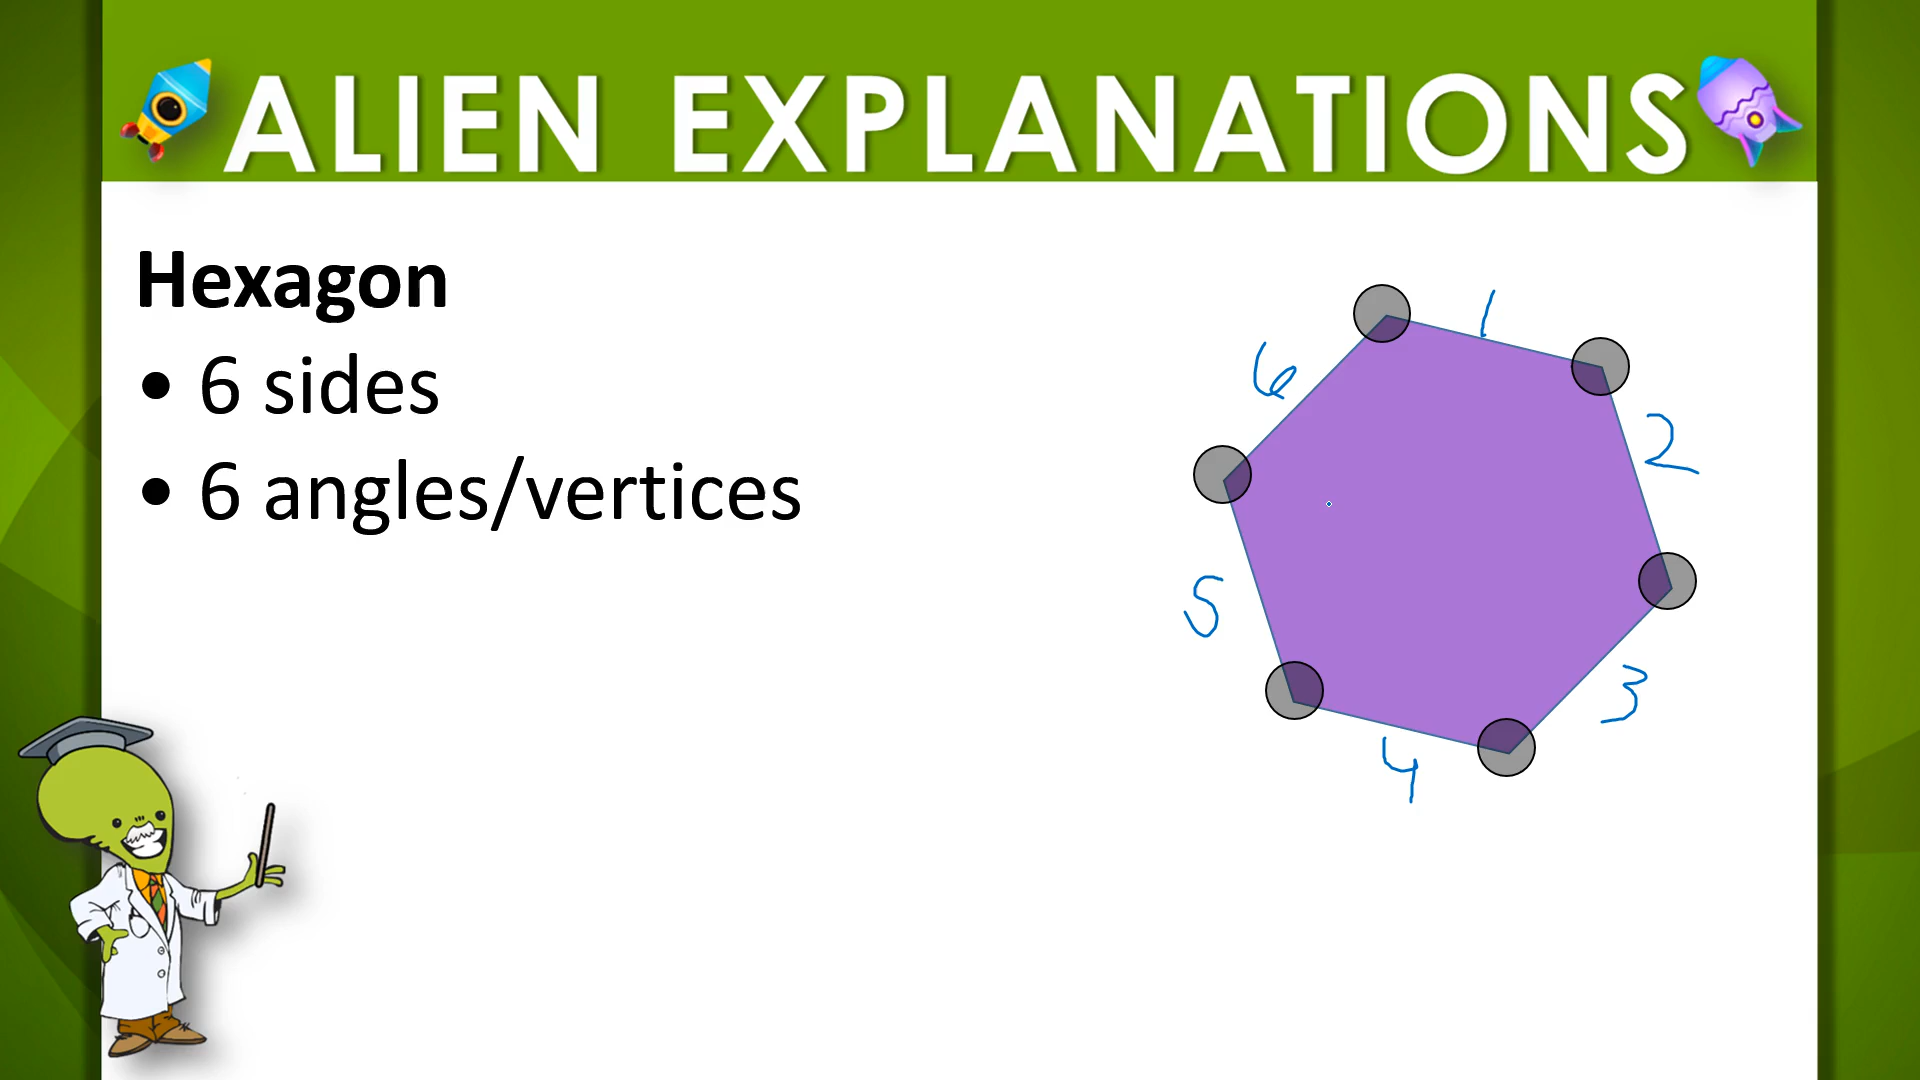 ALIEN EXPLANATIONS
Hexagon
• 6 sides
• 6 angles/vertices
1
2
3
4
5
6